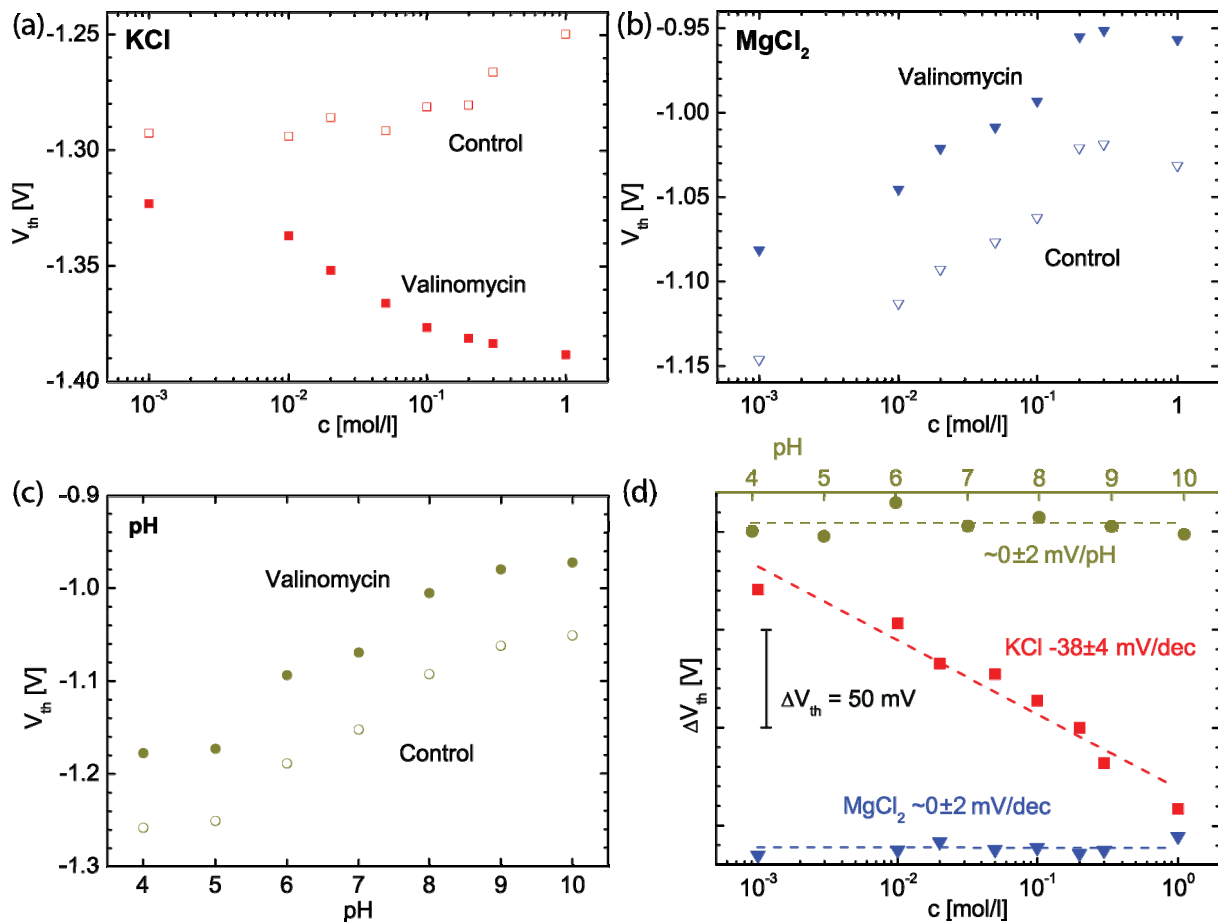 (a)
KCl
-1.25
-1.30
-1.35
-1.40
V_th [V]
Control
Valinomycin
10⁻³ 10⁻² 10⁻¹ 1
c [mol/l]
(b)
MgCl₂
-0.95
-1.00
-1.05
-1.10
-1.15
V_th [V]
Valinomycin
Control
10⁻³ 10⁻² 10⁻¹ 1
c [mol/l]
(c)
pH
-0.9
-1.0
-1.1
-1.2
-1.3
V_th [V]
Valinomycin
Control
4 5 6 7 8 9 10
pH
(d)
pH
4 5 6 7 8 9 10
~0±2 mV/pH
KCl -38±4 mV/dec
ΔV_th = 50 mV
ΔV_th [V]
MgCl₂ ~0±2 mV/dec
10⁻³ 10⁻² 10⁻¹ 10⁰
c [mol/l]